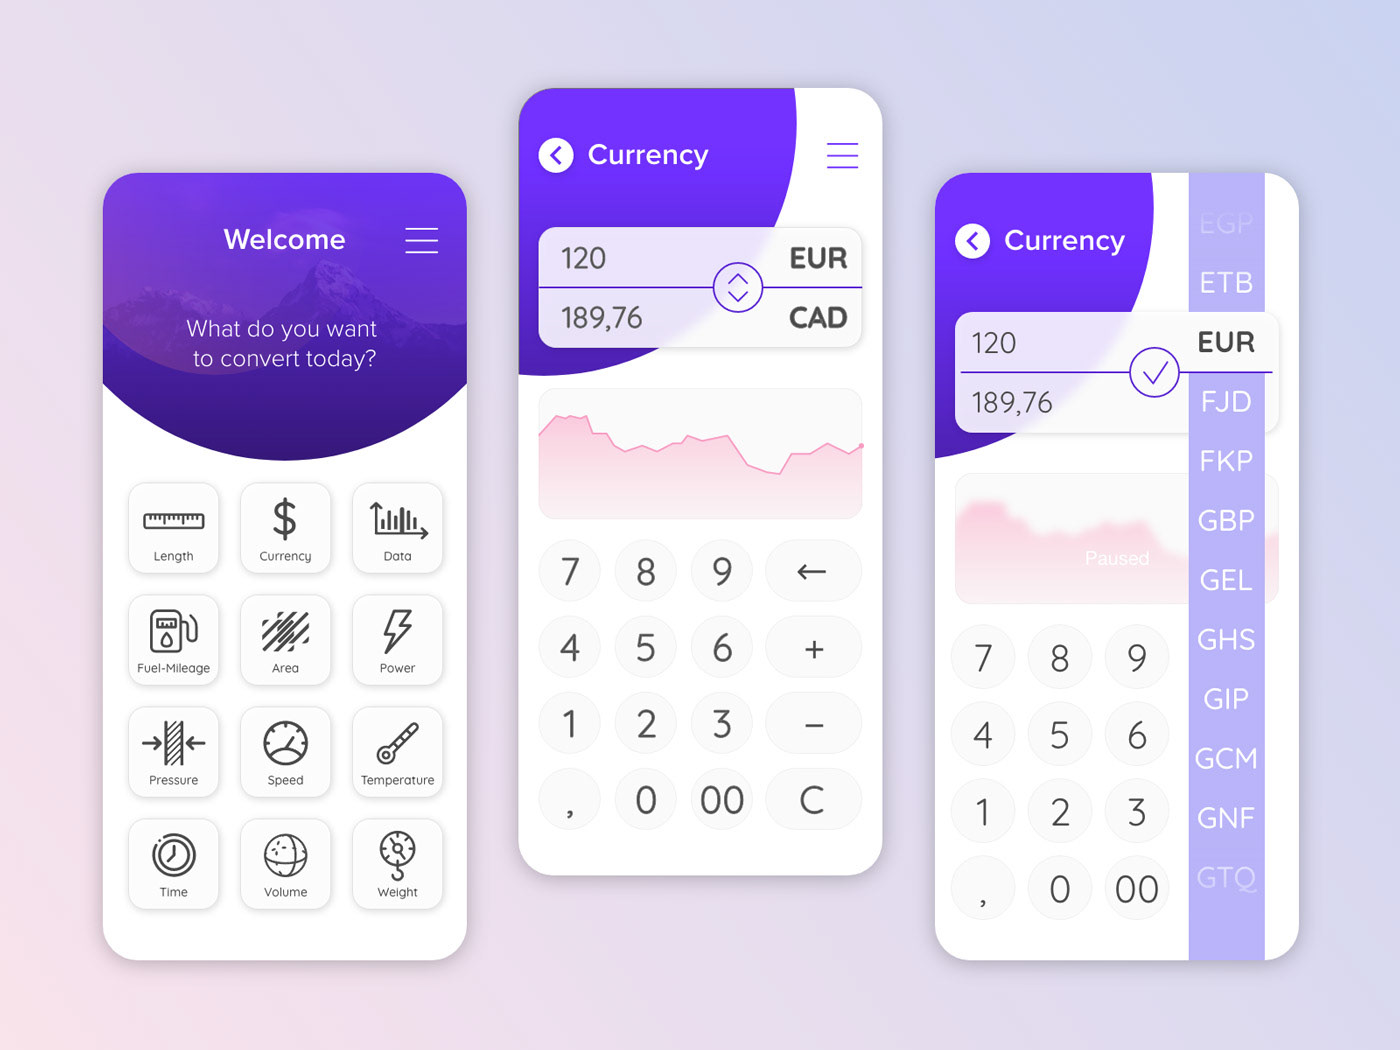 Welcome
What do you want
to convert today?
Length
Currency
Data
Fuel-Mileage
Area
Power
Pressure
Speed
Temperature
Time
Volume
Weight
Currency
120 EUR
189,76 CAD
7 8 9 ←
4 5 6 +
1 2 3 −
, 0 00 C
Currency
EGP
ETB
120 EUR
189,76 FJD
FKP
GBP
Paused
GEL
GHS
GIP
GCM
GNF
GTQ
7 8 9
4 5 6
1 2 3
, 0 00